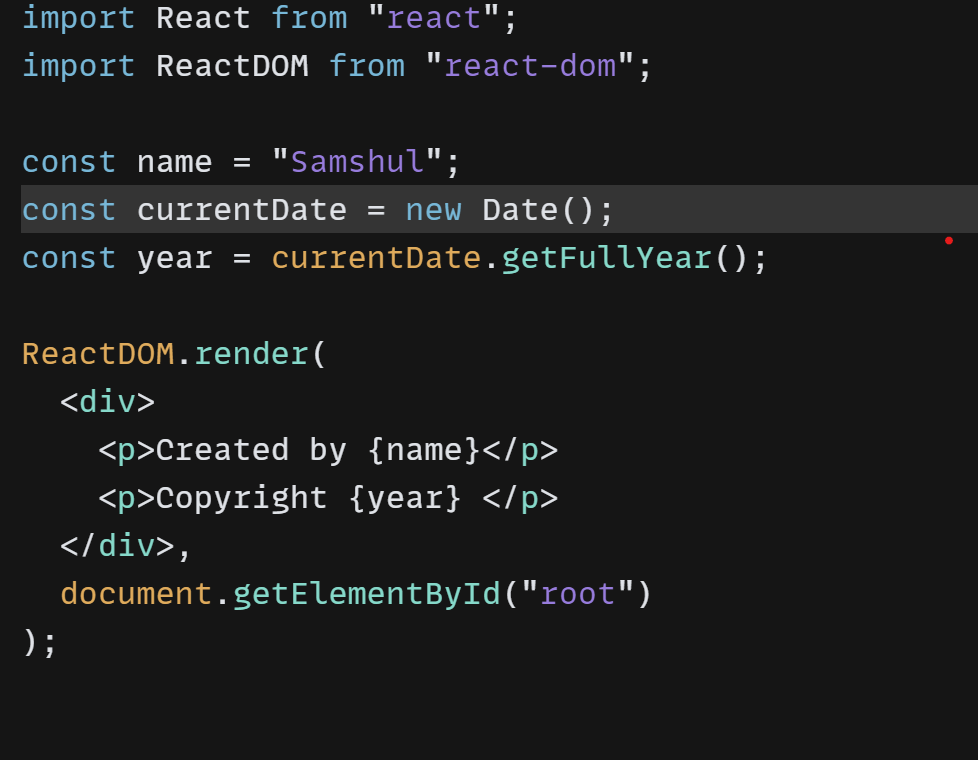 import React from "react";
import ReactDOM from "react-dom";

const name = "Samshul";
const currentDate = new Date();
const year = currentDate.getFullYear();

ReactDOM.render(
  <div>
    <p>Created by {name}</p>
    <p>Copyright {year} </p>
  </div>,
  document.getElementById("root")
);